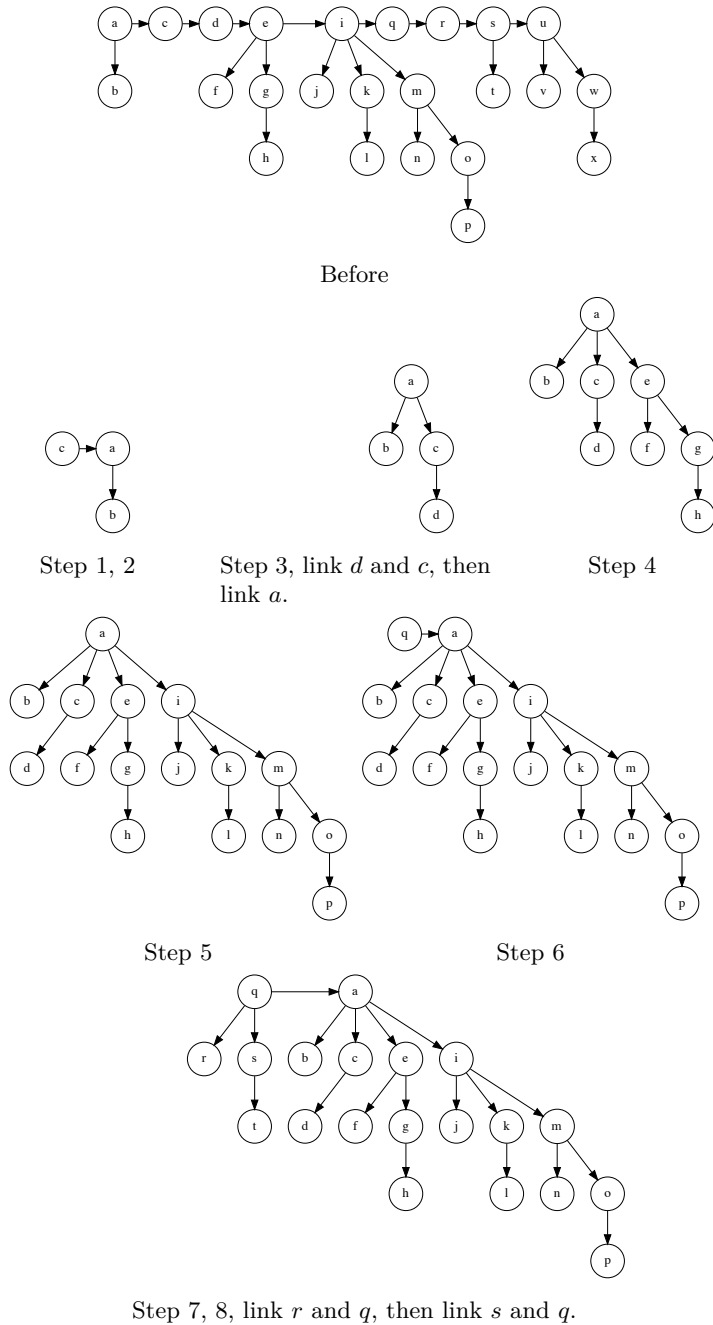 a c d e i q r s u
b f g j k m t v w
h l n o x
p
Before
a
a b c e
c a b c d f g
b d h
Step 1, 2 Step 3, link d and c, then Step 4
link a.
a q a
b c e i b c e i
d f g j k m d f g j k m
h l n o h l n o
p p
Step 5 Step 6
q a
r s b c e i
t d f g j k m
h l n o
p
Step 7, 8, link r and q, then link s and q.